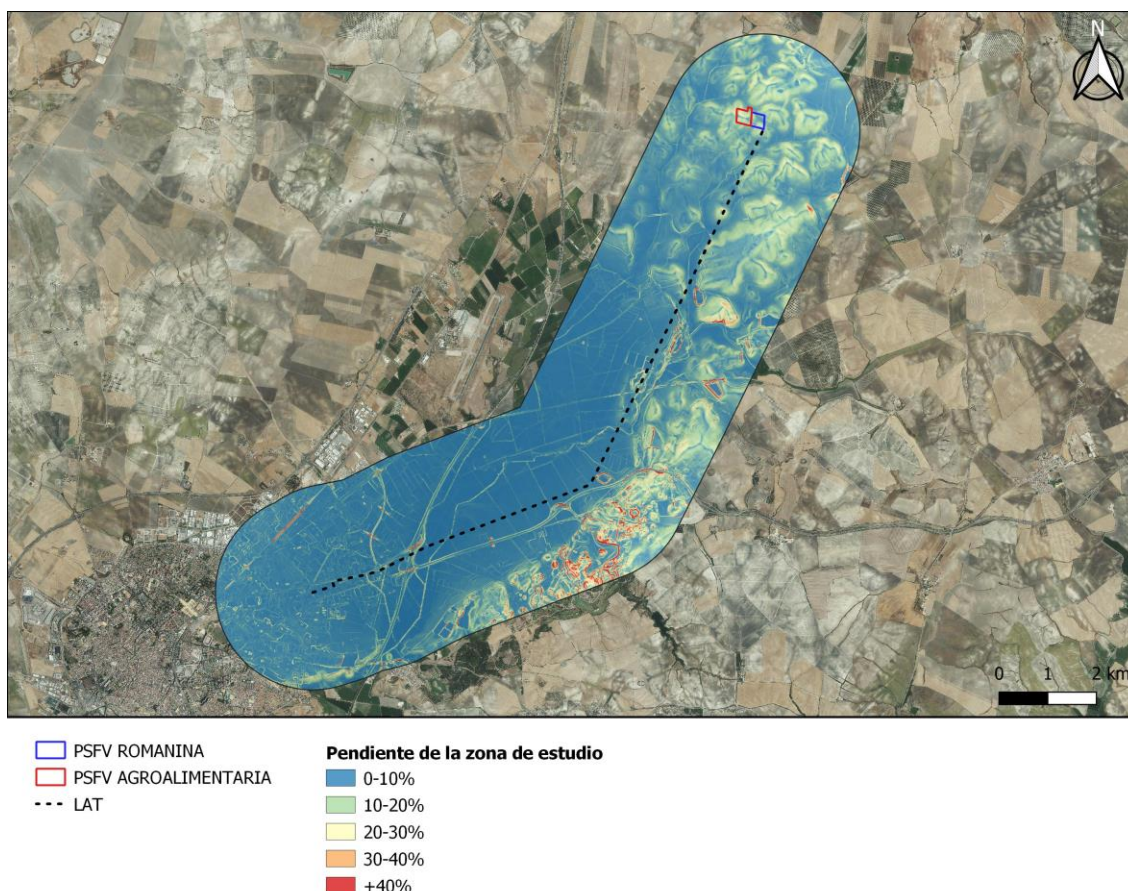 N
0 1 2 km
PSFV ROMANINA
PSFV AGROALIMENTARIA
LAT
Pendiente de la zona de estudio
0-10%
10-20%
20-30%
30-40%
+40%